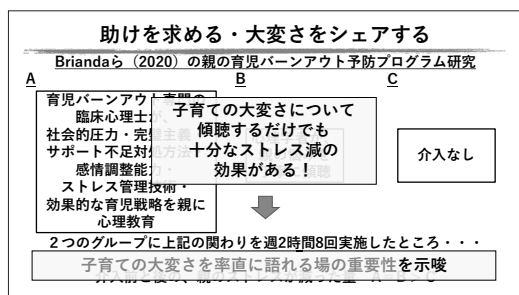 助けを求める・大変さをシェアする
Briandaら（2020）の親の育児バーンアウト予防プログラム研究
A
B
C
育児バーンアウト専門の
臨床心理士が、
社会的圧力・完璧主義・
サポート不足対処方法・
感情調整能力・
ストレス管理技術・
効果的な育児戦略を親に
心理教育
子育ての大変さについて
傾聴するだけでも
十分なストレス減の
効果がある！
介入なし
２つのグループに上記の関わりを週2時間8回実施したところ・・・
子育ての大変さを率直に語れる場の重要性を示唆